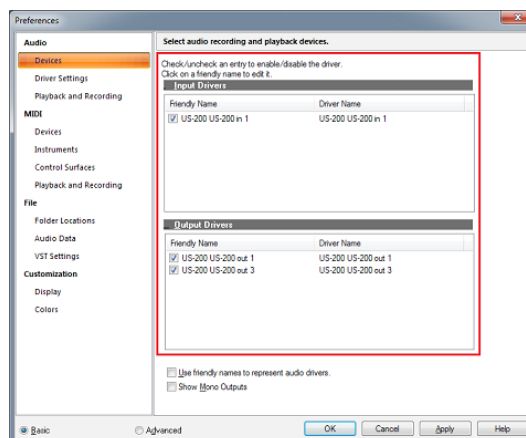 Preferences
Audio
Devices
Driver Settings
Playback and Recording
MIDI
Devices
Instruments
Control Surfaces
Playback and Recording
File
Folder Locations
Audio Data
VST Settings
Customization
Display
Colors
Select audio recording and playback devices.
Check/uncheck an entry to enable/disable the driver.
Click on a friendly name to edit it.
Input Drivers
Friendly Name Driver Name
US-200 US-200 in 1 US-200 US-200 in 1
Output Drivers
Friendly Name Driver Name
US-200 US-200 out 1 US-200 US-200 out 1
US-200 US-200 out 3 US-200 US-200 out 3
Use friendly names to represent audio drivers.
Show Mono Outputs
Basic Advanced OK Cancel Apply Help